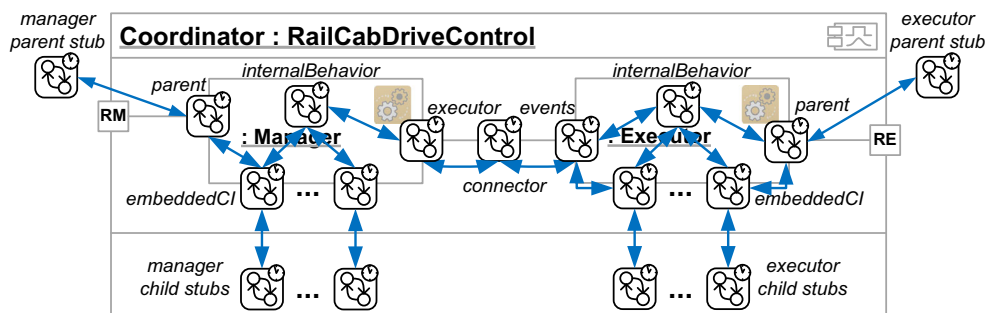 manager
parent stub
Coordinator : RailCabDriveControl
executor
parent stub
internalBehavior
internalBehavior
parent
executor
events
parent
RM
: Manager
: Executor
RE
embeddedCI
...
connector
...
embeddedCI
manager
child stubs
...
...
executor
child stubs